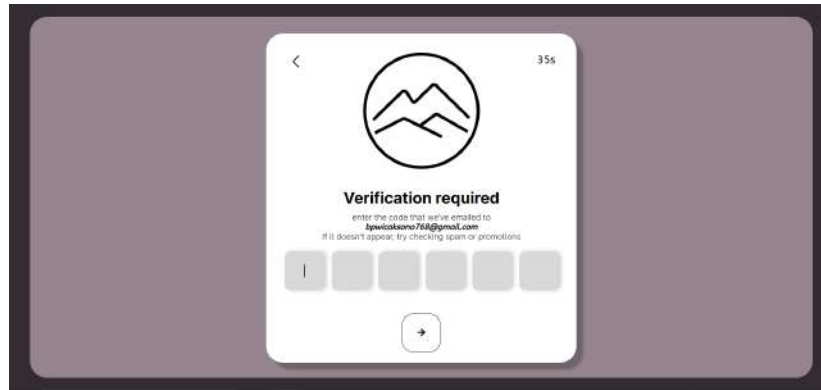 35s
Verification required
enter the code that we've emailed to
bpwicaksono768@gmail.com
If it doesn't appear, try checking spam or promotions